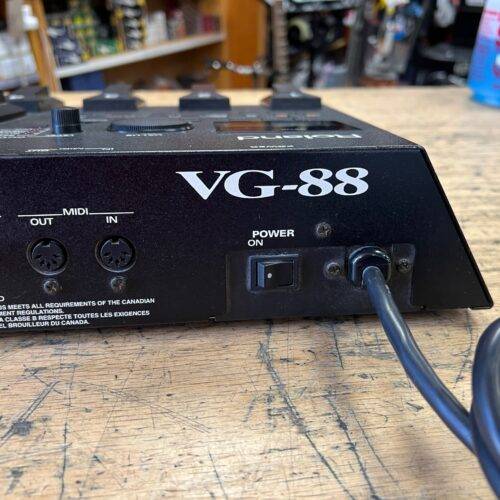 Roland
VG-88
MIDI
OUT
IN
POWER
ON
MEETS ALL REQUIREMENTS OF THE CANADIAN
MENT REGULATIONS.
A CLASSE B RESPECTE TOUTES LES EXIGENCES
EL BROUILLEUR DU CANADA.